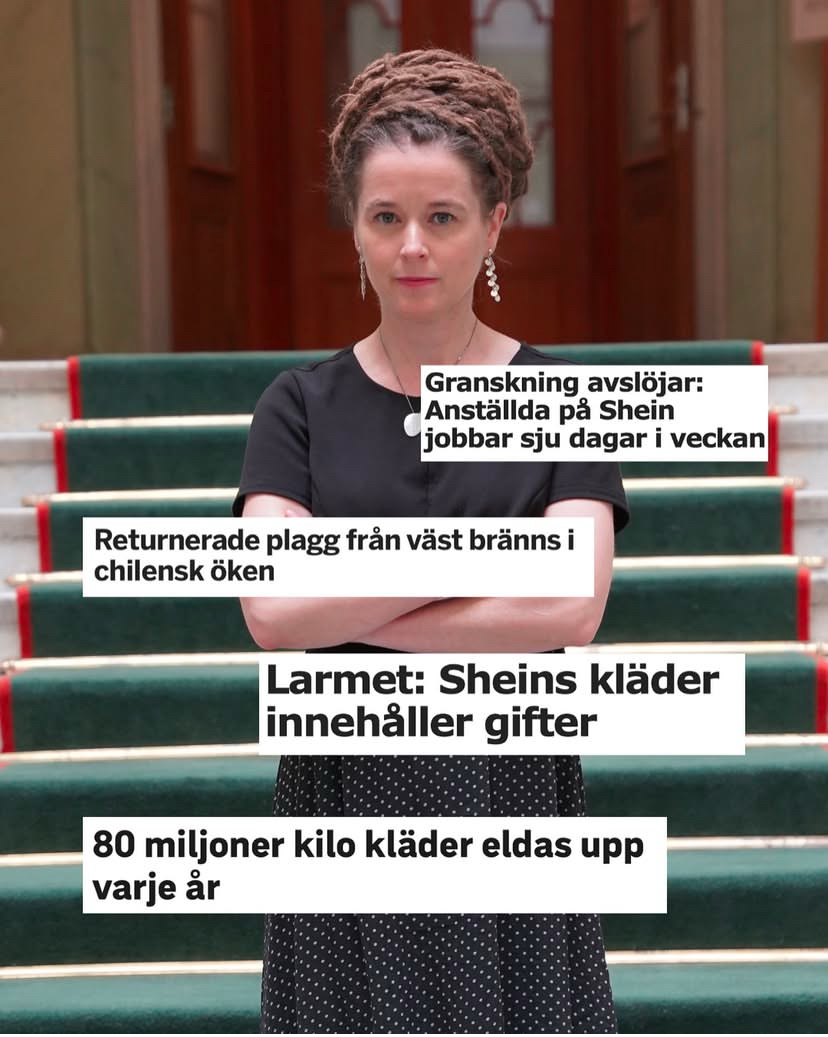 Granskning avslöjar:
Anställda på Shein
jobbar sju dagar i veckan
Returnerade plagg från väst bränns i
chilensk öken
Larmet: Sheins kläder
innehåller gifter
80 miljoner kilo kläder eldas upp
varje år